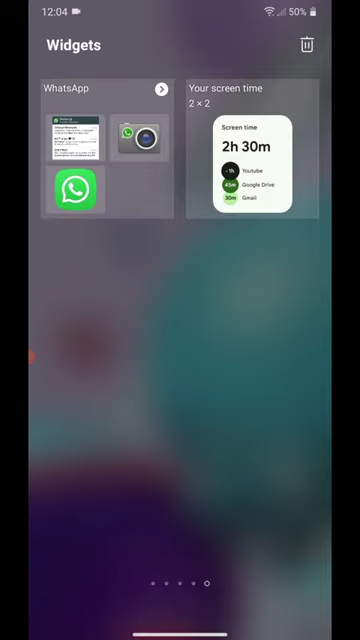 12:04
50%
Widgets
WhatsApp
Your screen time
2 × 2
Screen time
2h 30m
~1h Youtube
45m Google Drive
30m Gmail